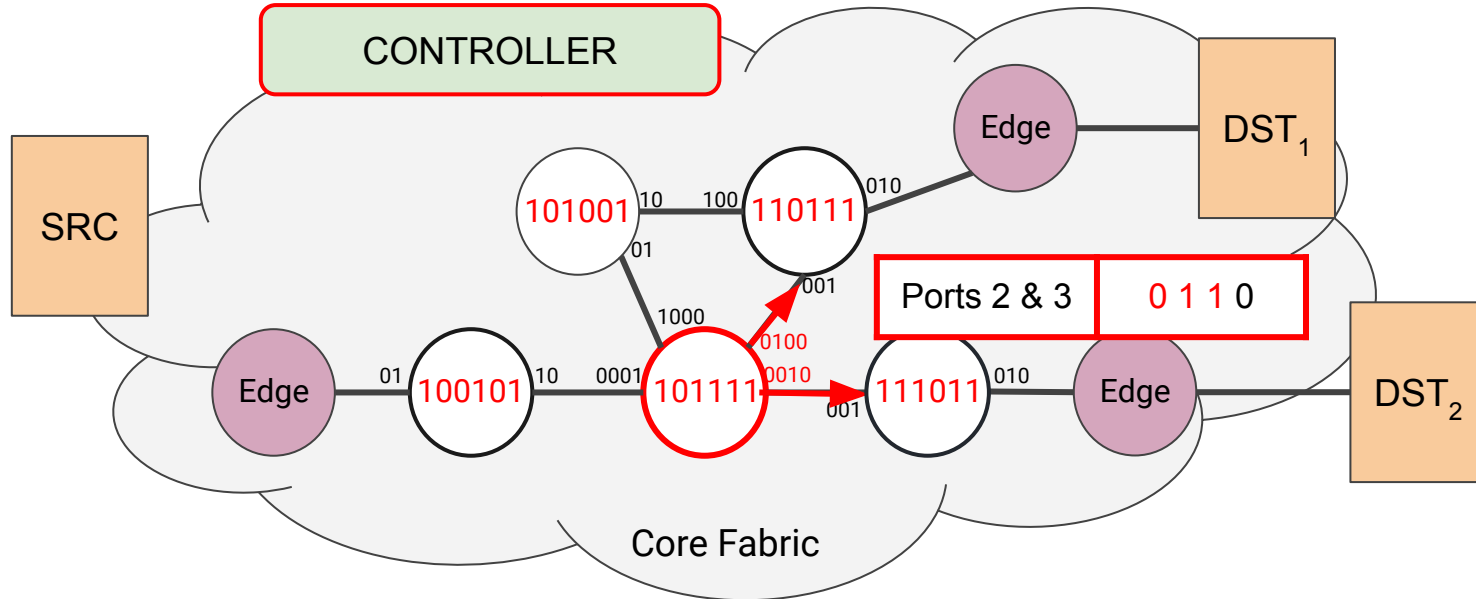 CONTROLLER
Edge
DST₁
SRC
101001
10
100
110111
010
01
001
Ports 2 & 3
0 1 1 0
1000
0100
Edge
01
100101
10
0001
101111
0010
001
111011
010
Edge
DST₂
Core Fabric